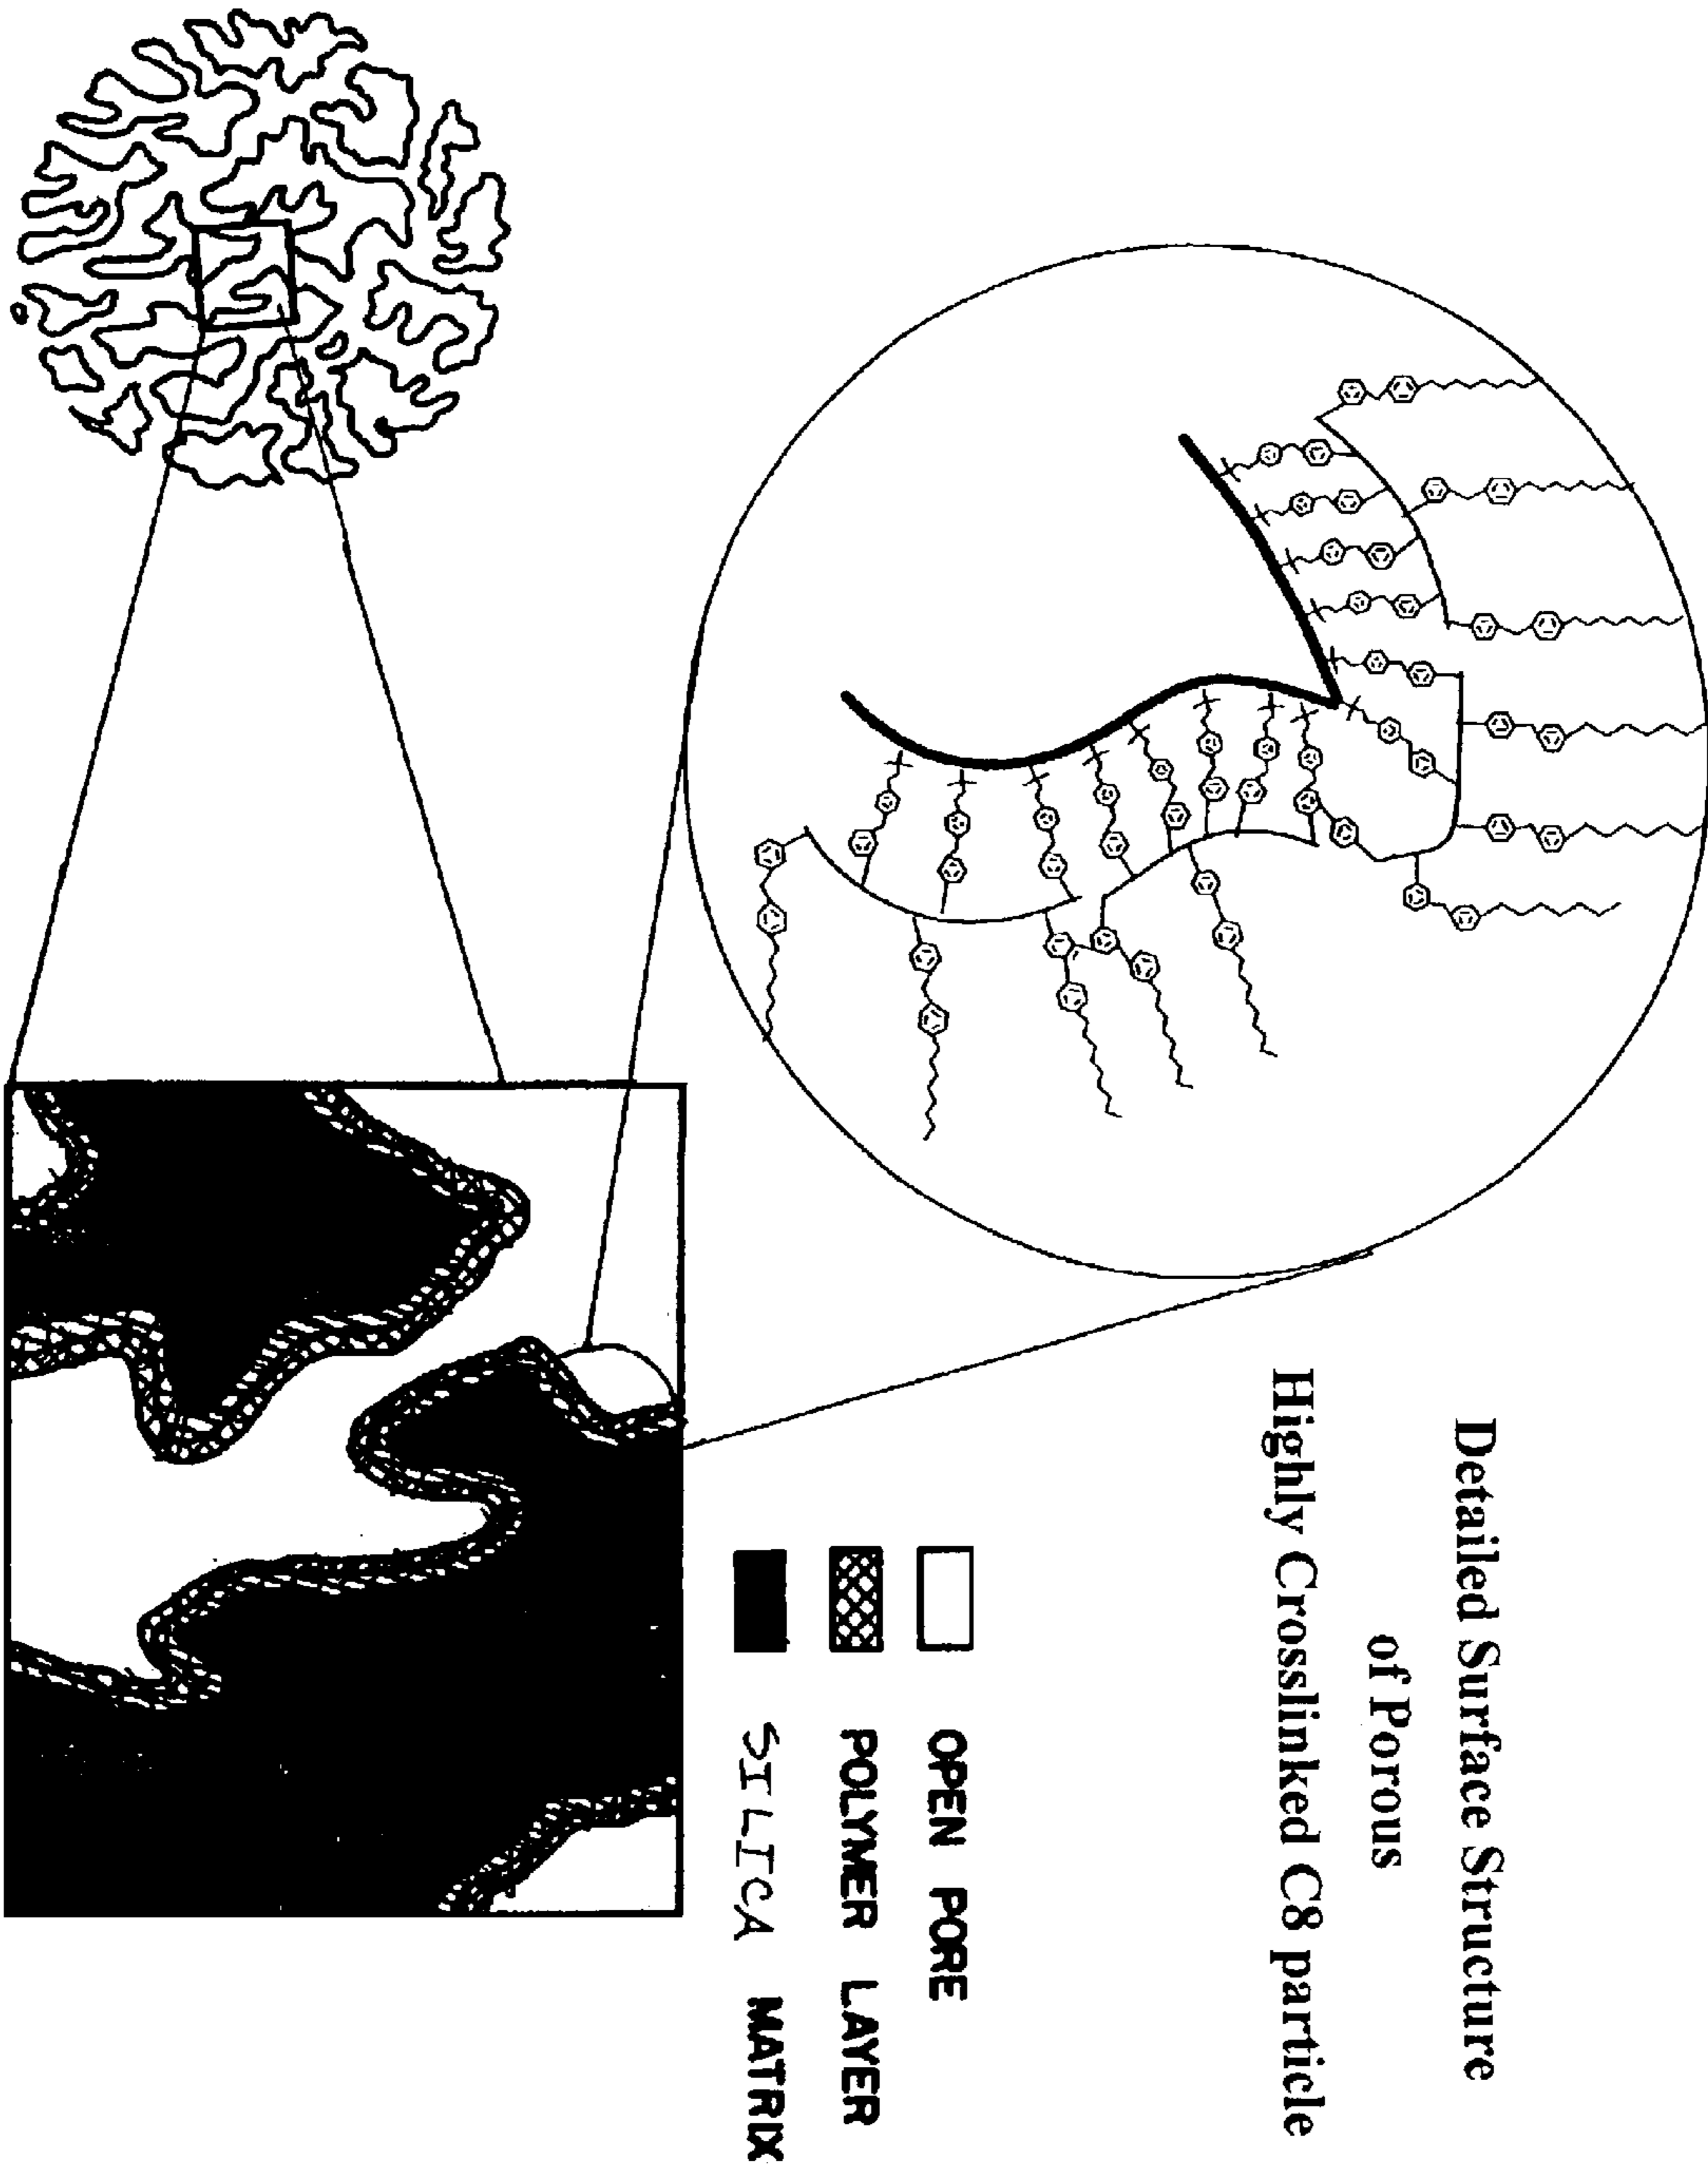 Detailed Surface Structure
of Porous
Highly Crosslinked C8 particle
OPEN PORE
POLYMER LAYER
SILICA MATRIX